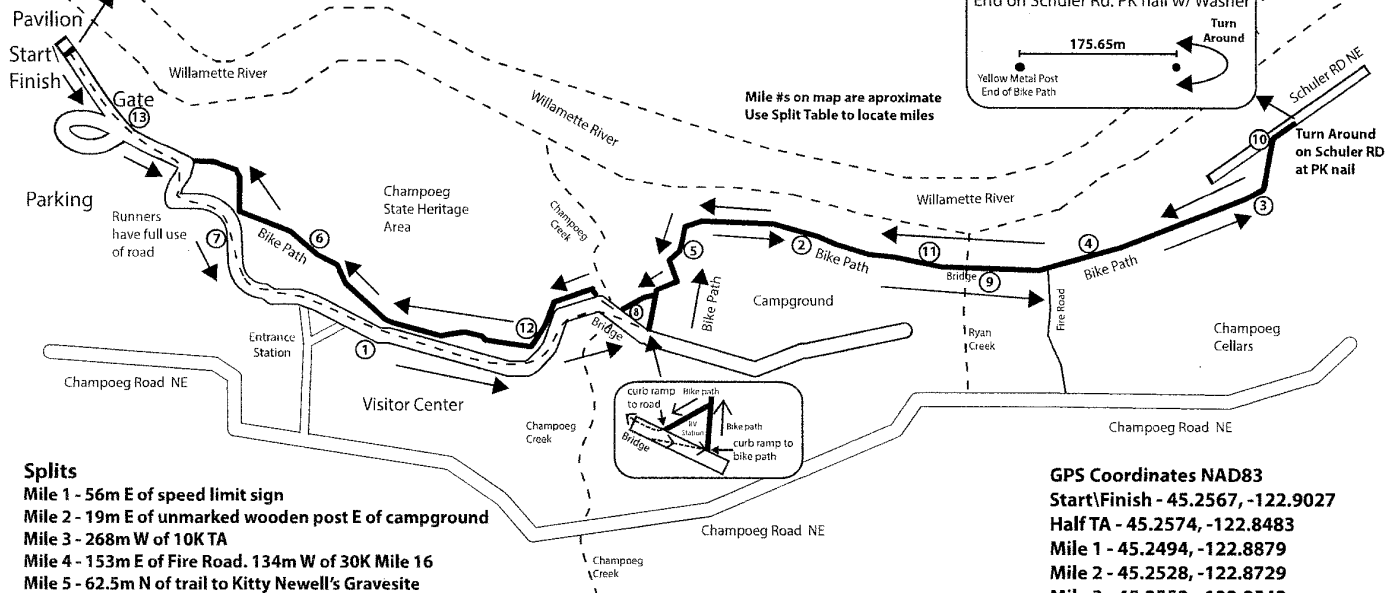 End on Schuler Rd. PK nail w/ Washer
Turn
Around
175.65m
Yellow Metal Post
End of Bike Path
Pavilion
Start\
Finish
Gate
13
Willamette River
Willamette River
Willamette River
Mile #s on map are aproximate
Use Split Table to locate miles
Schuler RD NE
10
Turn Around
on Schuler RD
at PK nail
Parking
Runners
have full use
of road
7
Bike Path
6
Champoeg
State Heritage
Area
Champoeg
Creek
5
2
Bike Path
11
Bridge
9
4
Bike Path
3
Campground
Bike Path
8
Bridge
12
1
Entrance
Station
Ryan
Creek
Fire Road
Champoeg
Cellars
Champoeg Road NE
Visitor Center
Champoeg
Creek
curb ramp
to road
Bike path
RV
Station
Bike path
Bridge
curb ramp to
bike path
Champoeg Road NE
Champoeg Road NE
Champoeg
Creek
Splits
Mile 1 - 56m E of speed limit sign
Mile 2 - 19m E of unmarked wooden post E of campground
Mile 3 - 268m W of 10K TA
Mile 4 - 153m E of Fire Road. 134m W of 30K Mile 16
Mile 5 - 62.5m N of trail to Kitty Newell's Gravesite
GPS Coordinates NAD83
Start\Finish - 45.2567, -122.9027
Half TA - 45.2574, -122.8483
Mile 1 - 45.2494, -122.8879
Mile 2 - 45.2528, -122.8729